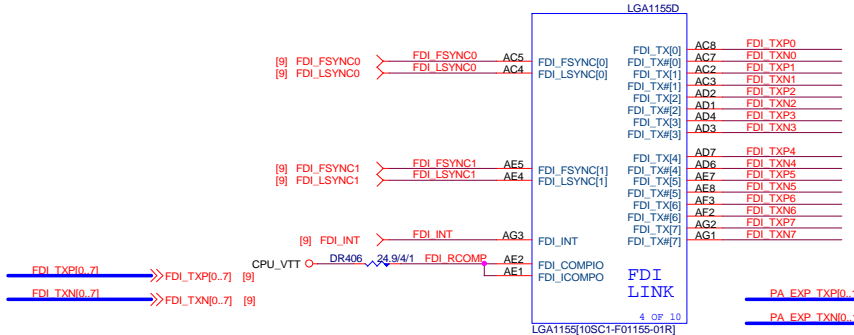 LGA1155D
[9] FDI_FSYNC0 FDI_FSYNC0 AC5 FDI_FSYNC[0]
[9] FDI_LSYNC0 FDI_LSYNC0 AC4 FDI_LSYNC[0]
FDI_TX[0] AC8 FDI_TXP0
FDI_TX#[0] AC7 FDI_TXN0
FDI_TX[1] AC2 FDI_TXP1
FDI_TX#[1] AC3 FDI_TXN1
FDI_TX[2] AD2 FDI_TXP2
FDI_TX#[2] AD1 FDI_TXN2
FDI_TX[3] AD4 FDI_TXP3
FDI_TX#[3] AD3 FDI_TXN3
[9] FDI_FSYNC1 FDI_FSYNC1 AE5 FDI_FSYNC[1]
[9] FDI_LSYNC1 FDI_LSYNC1 AE4 FDI_LSYNC[1]
FDI_TX[4] AD7 FDI_TXP4
FDI_TX#[4] AD6 FDI_TXN4
FDI_TX[5] AE7 FDI_TXP5
FDI_TX#[5] AE8 FDI_TXN5
FDI_TX[6] AF3 FDI_TXP6
FDI_TX#[6] AF2 FDI_TXN6
FDI_TX[7] AG2 FDI_TXP7
FDI_TX#[7] AG1 FDI_TXN7
[9] FDI_INT FDI_INT AG3 FDI_INT
CPU_VTT DR406 24.9/4/1 FDI_RCOMP AE2 FDI_COMPIO
AE1 FDI_ICOMPO
FDI_TXP[0..7] FDI_TXP[0..7] [9]
FDI_TXN[0..7] FDI_TXN[0..7] [9]
FDI
LINK
4 OF 10
LGA1155[10SC1-F01155-01R]
PA_EXP_TXP[0..1
PA_EXP_TXN[0..1